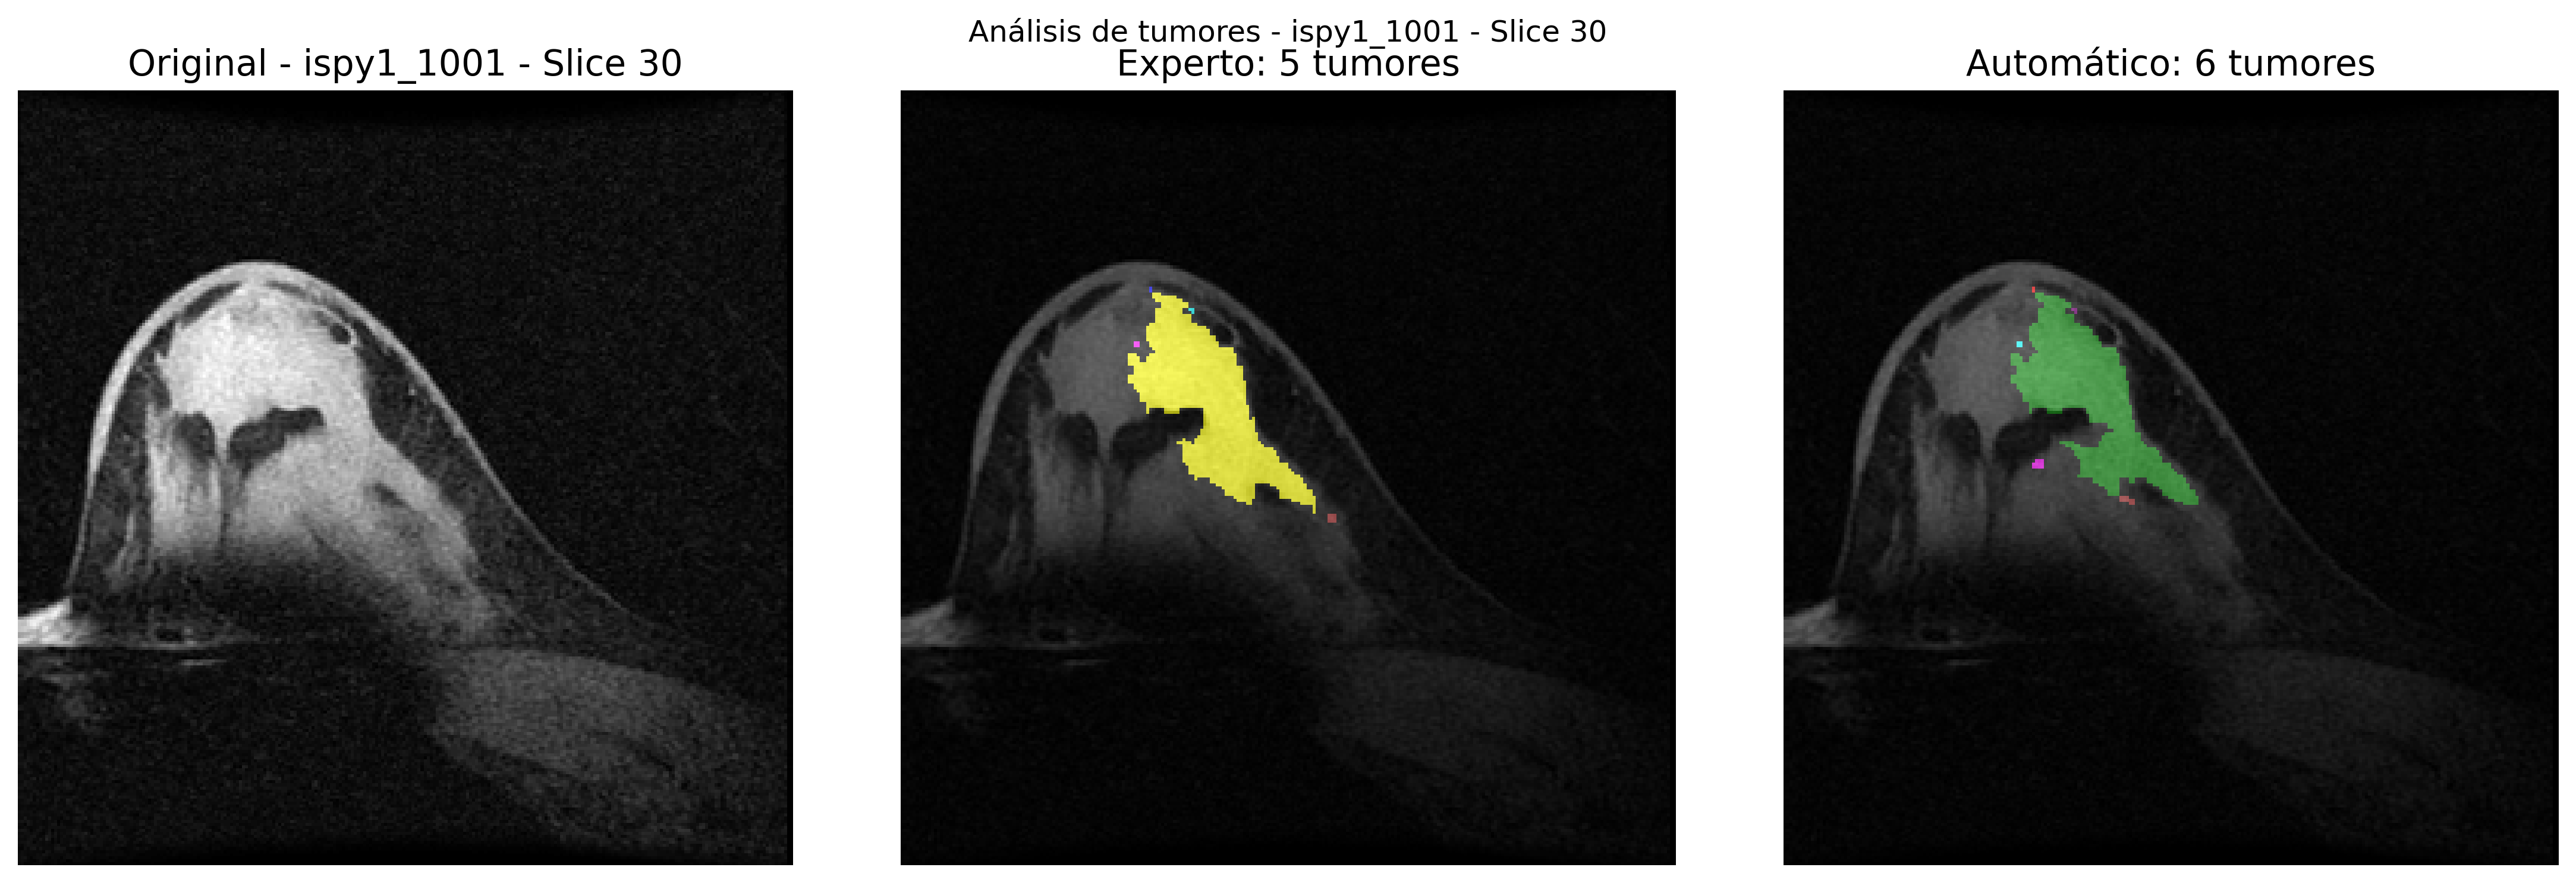 Análisis de tumores - ispy1_1001 - Slice 30
Original - ispy1_1001 - Slice 30
Experto: 5 tumores
Automático: 6 tumores